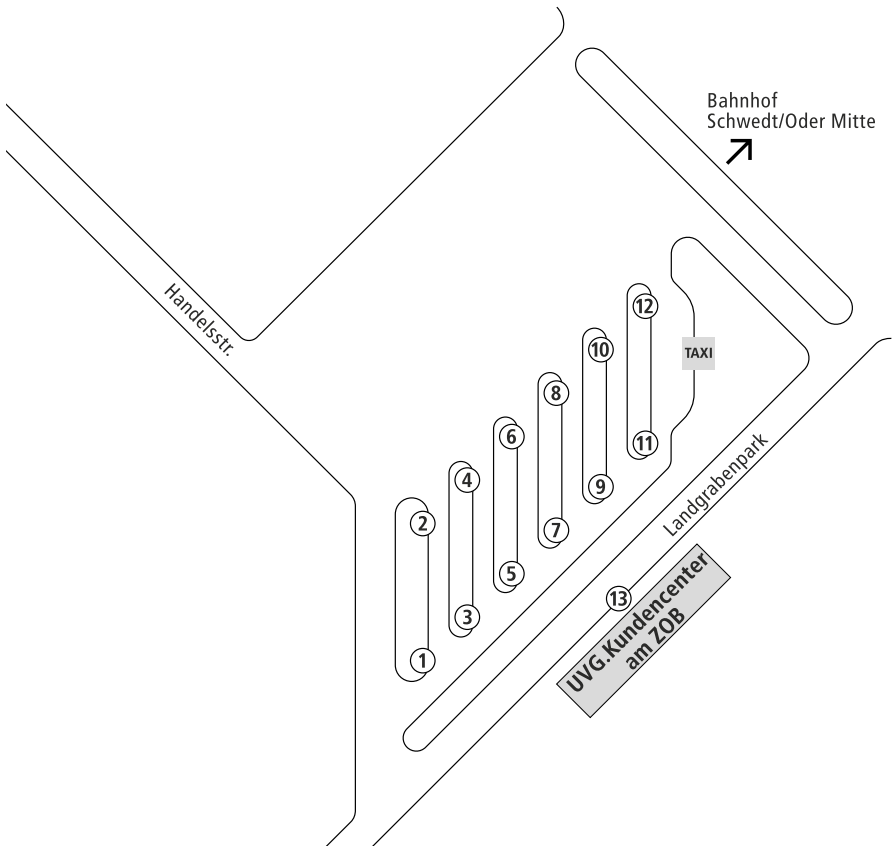 Bahnhof
Schwedt/Oder Mitte
Handelsstr.
12
10
TAXI
8
6
11
4
9
2
7
5
Landgrabenpark
13
3
1
UVG.Kundencenter
am ZOB